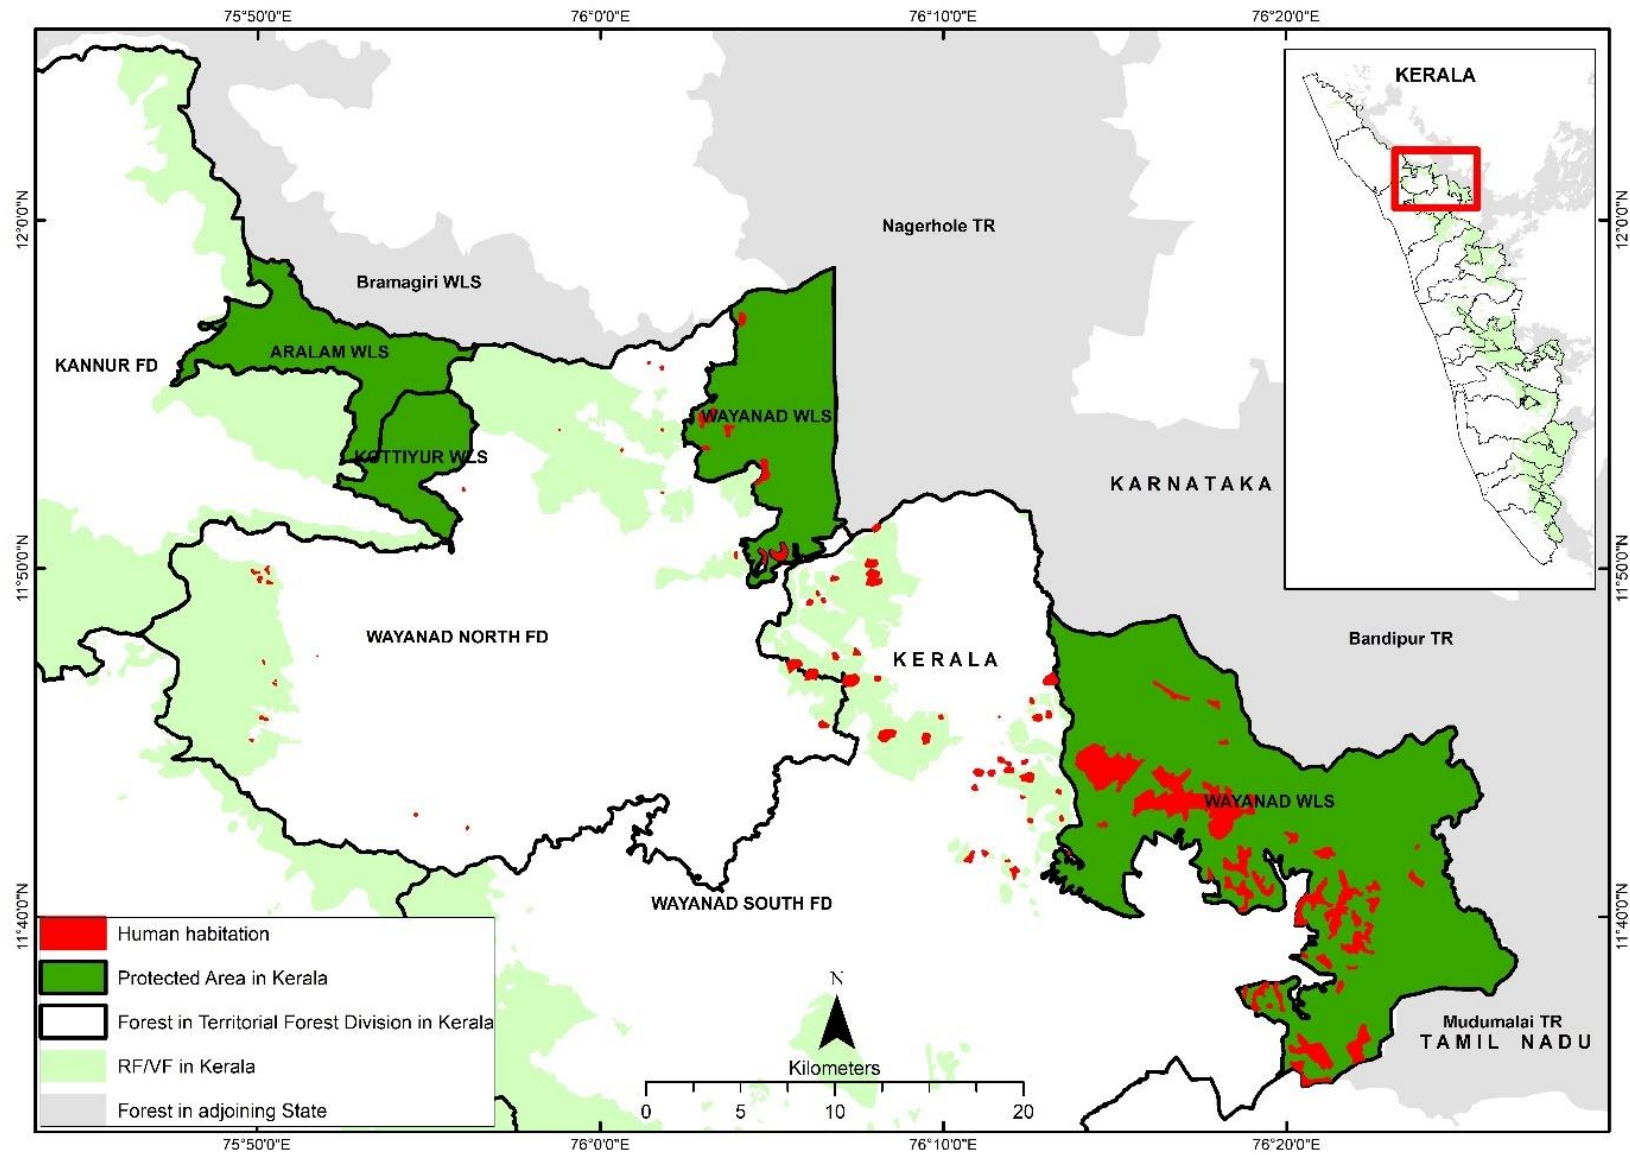 75°50'0"E
76°0'0"E
76°10'0"E
76°20'0"E
KERALA
12°0'0"N
12°0'0"N
Nagerhole TR
Bramagiri WLS
ARALAM WLS
KANNUR FD
WAYANAD WLS
KOTTIYUR WLS
KARNATAKA
11°50'0"N
11°50'0"N
WAYANAD NORTH FD
Bandipur TR
KERALA
WAYANAD WLS
WAYANAD SOUTH FD
11°40'0"N
11°40'0"N
Human habitation
Protected Area in Kerala
Forest in Territorial Forest Division in Kerala
RF/VF in Kerala
Forest in adjoining State
N
Kilometers
0 5 10 20
Mudumalai TR
TAMIL NADU
75°50'0"E
76°0'0"E
76°10'0"E
76°20'0"E